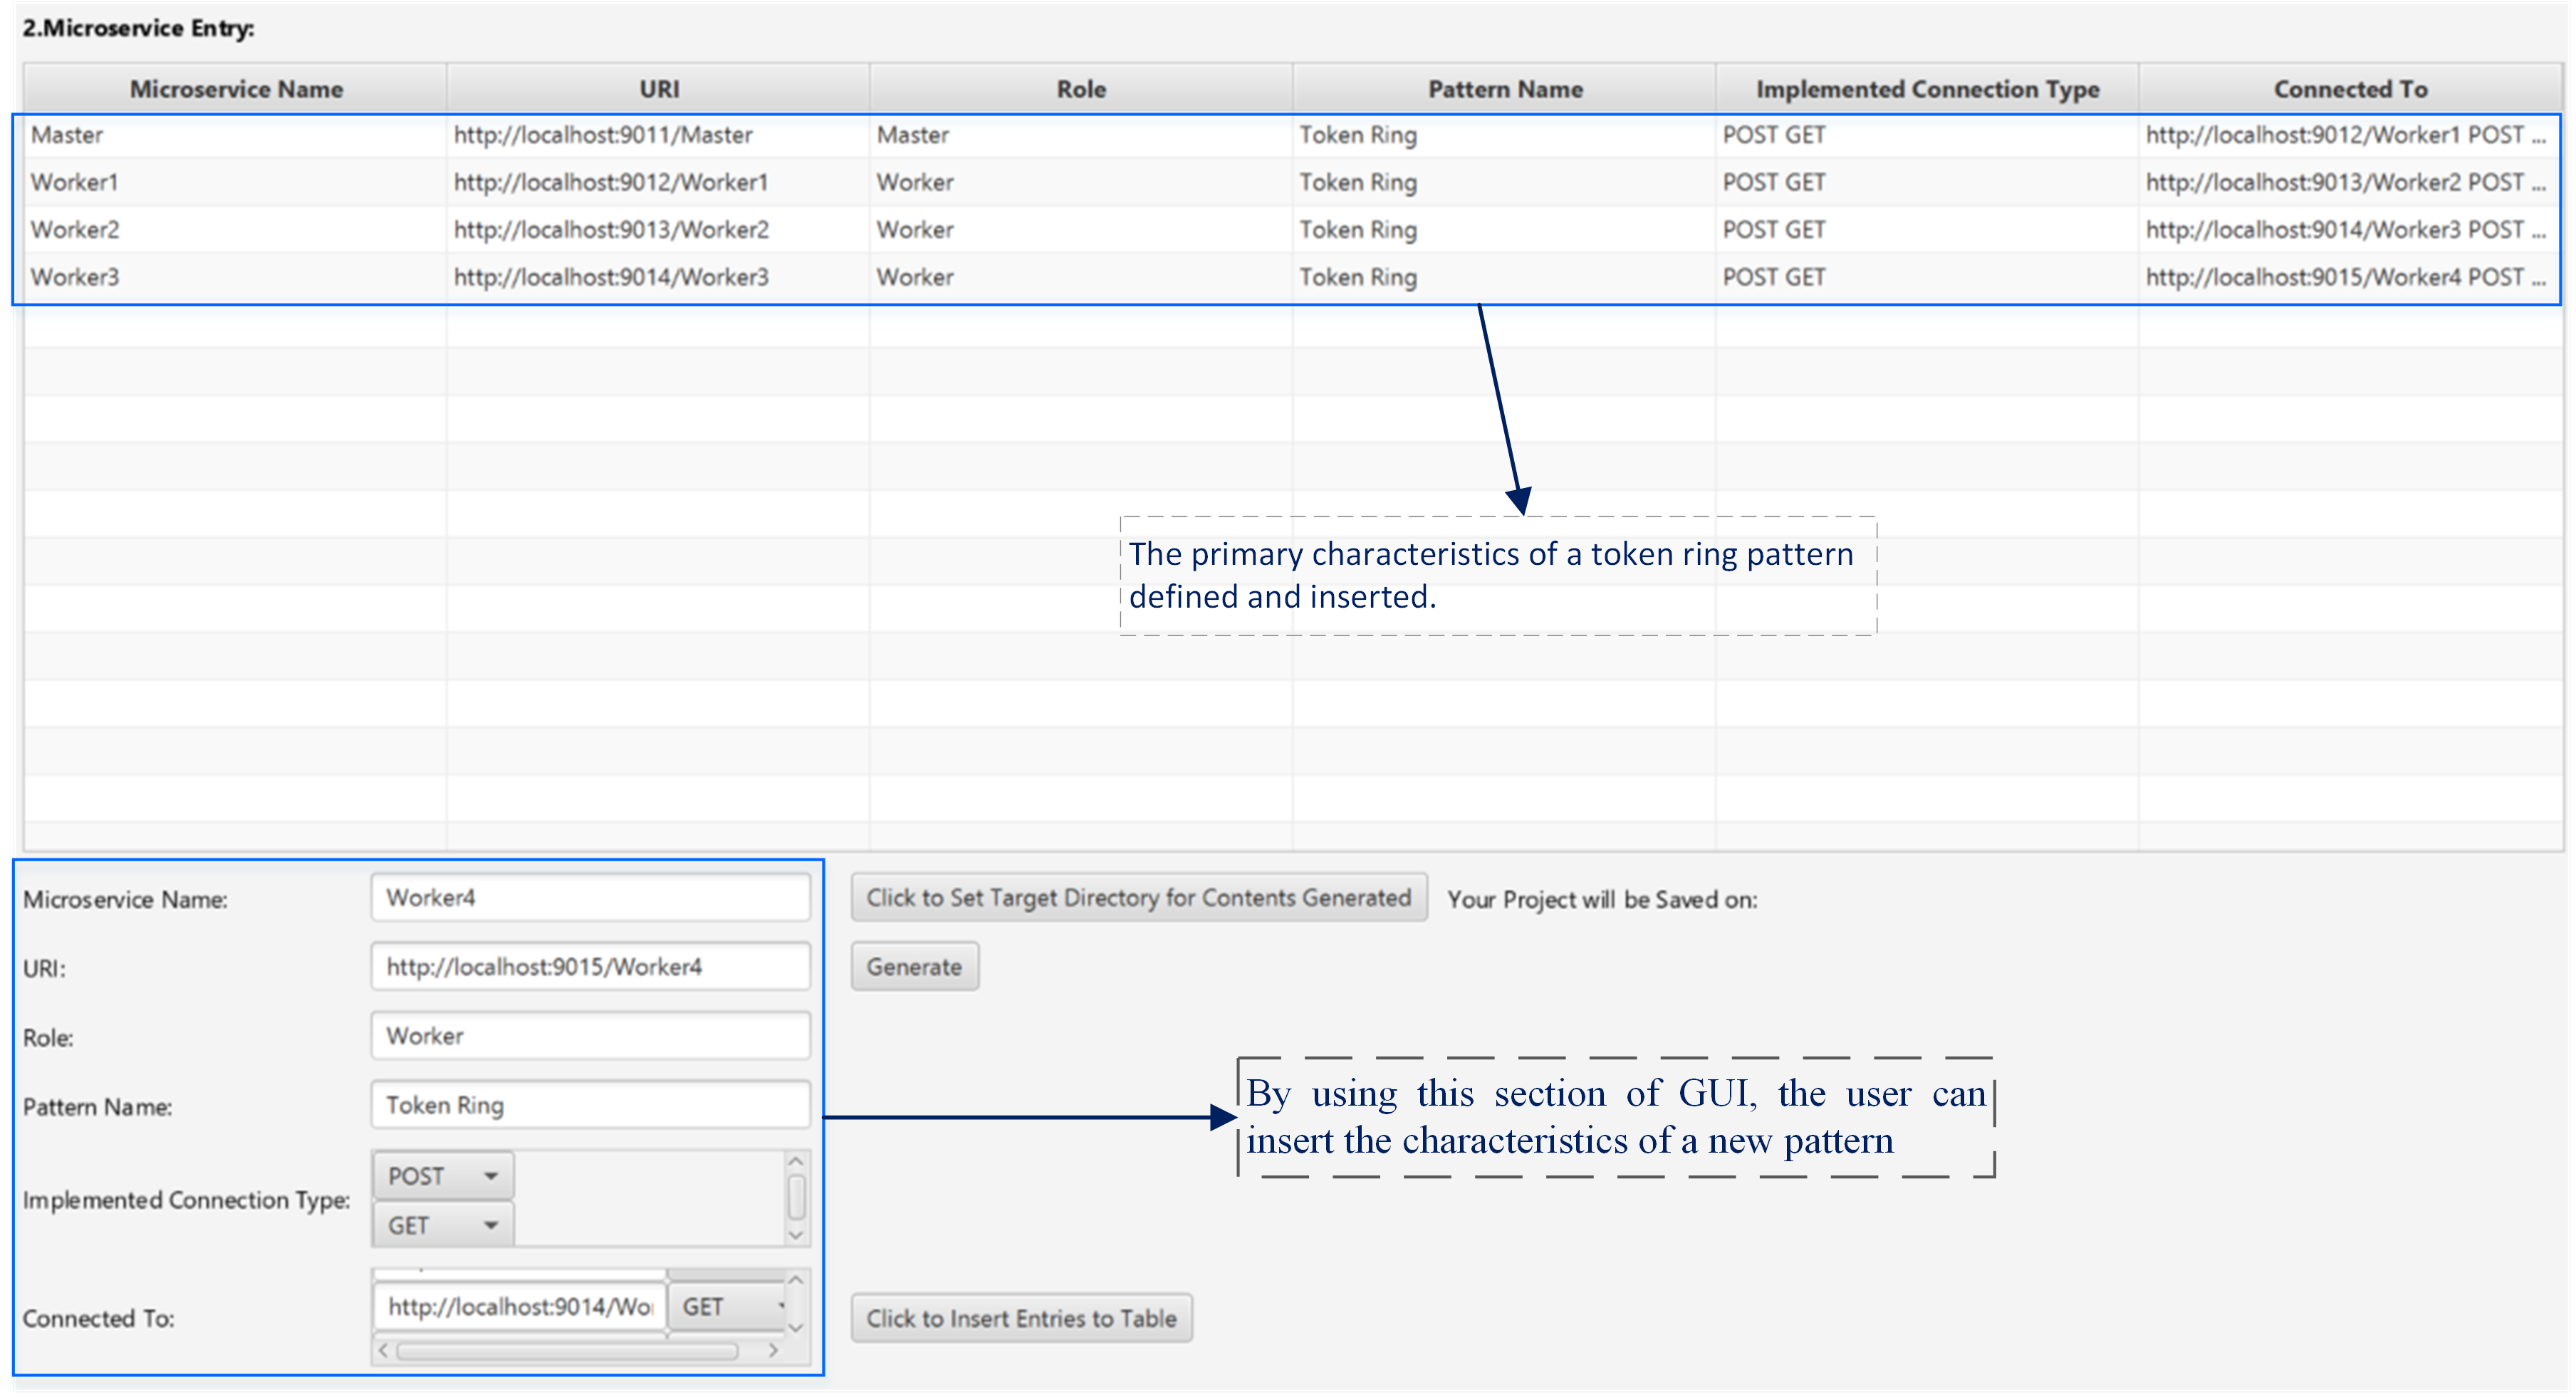 2.Microservice Entry:
Microservice Name URI Role Pattern Name Implemented Connection Type Connected To
Master http://localhost:9011/Master Master Token Ring POST GET http://localhost:9012/Worker1 POST ...
Worker1 http://localhost:9012/Worker1 Worker Token Ring POST GET http://localhost:9013/Worker2 POST ...
Worker2 http://localhost:9013/Worker2 Worker Token Ring POST GET http://localhost:9014/Worker3 POST ...
Worker3 http://localhost:9014/Worker3 Worker Token Ring POST GET http://localhost:9015/Worker4 POST ...
The primary characteristics of a token ring pattern
defined and inserted.
Microservice Name: Worker4 Click to Set Target Directory for Contents Generated Your Project will be Saved on:
URI: http://localhost:9015/Worker4 Generate
Role: Worker
Pattern Name: Token Ring
By using this section of GUI, the user can
insert the characteristics of a new pattern
Implemented Connection Type: POST
GET
Connected To: http://localhost:9014/Wo GET Click to Insert Entries to Table